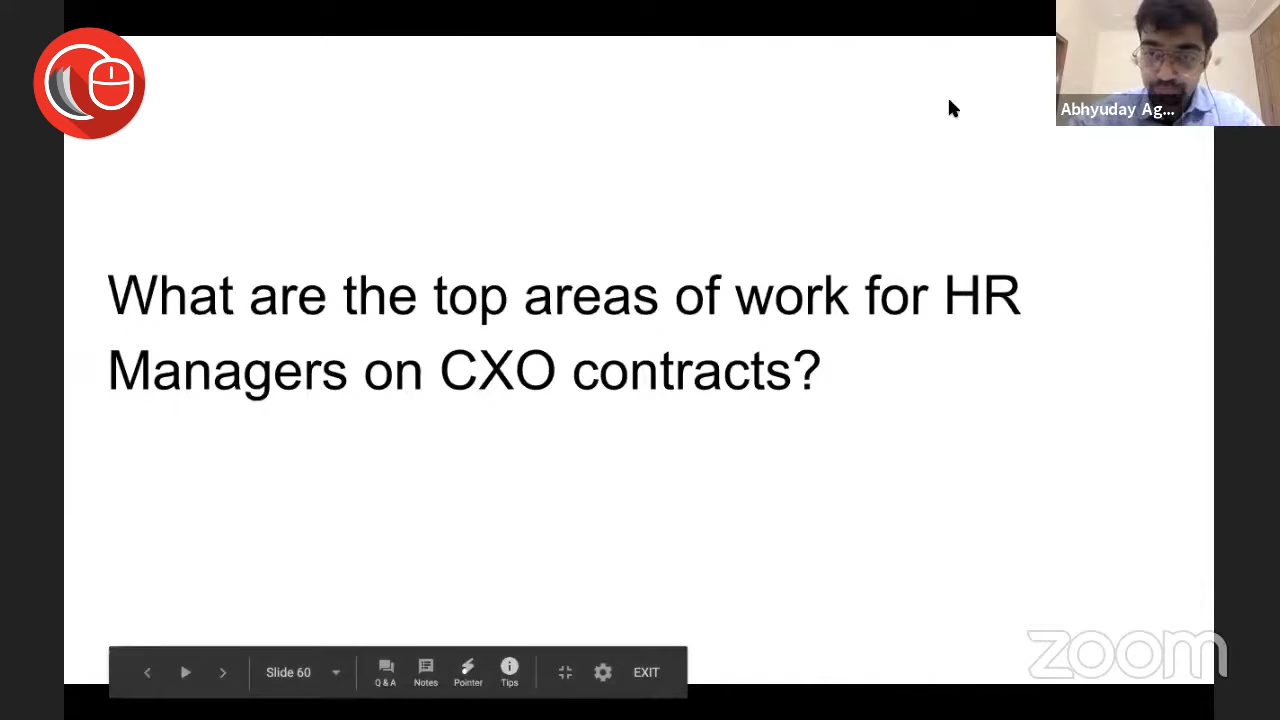 Abhyuday Ag...
What are the top areas of work for HR
Managers on CXO contracts?
Slide 60
Q & A
Notes
Pointer
Tips
EXIT
zoom